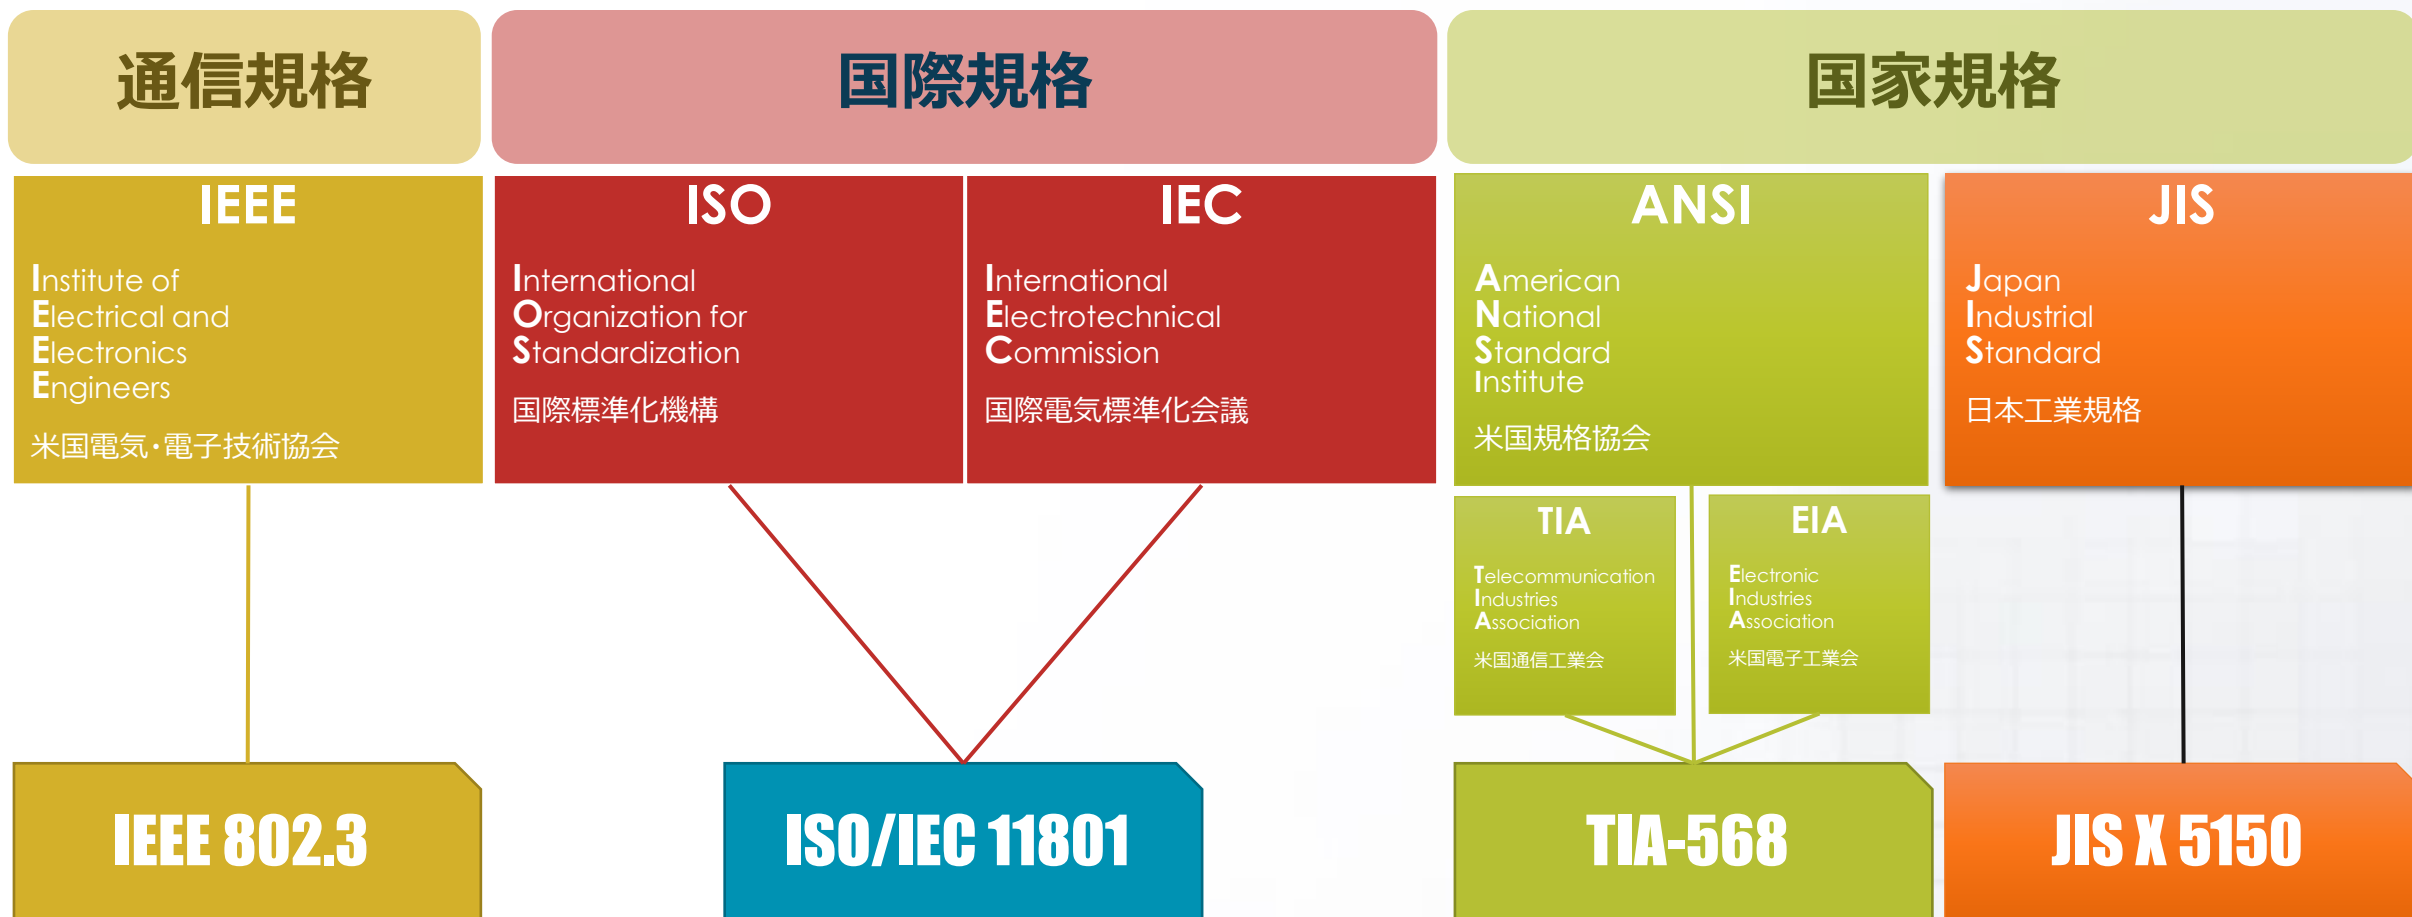 通信規格
国際規格
国家規格
IEEE
Institute of
Electrical and
Electronics
Engineers
米国電気・電子技術協会
ISO
International
Organization for
Standardization
国際標準化機構
IEC
International
Electrotechnical
Commission
国際電気標準化会議
ANSI
American
National
Standard
Institute
米国規格協会
JIS
Japan
Industrial
Standard
日本工業規格
TIA
Telecommunication
Industries
Association
米国通信工業会
EIA
Electronic
Industries
Association
米国電子工業会
IEEE 802.3
ISO/IEC 11801
TIA-568
JIS X 5150